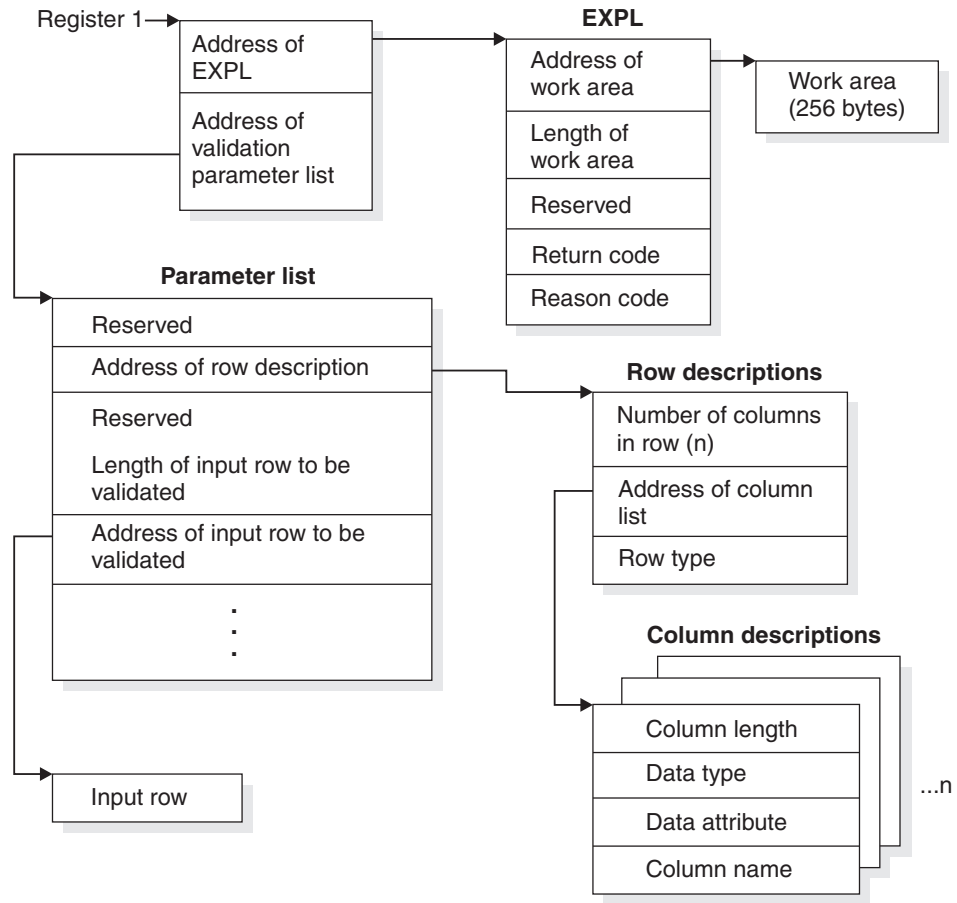 Register 1
Address of
EXPL
Address of
validation
parameter list
EXPL
Address of
work area
Length of
work area
Reserved
Return code
Reason code
Work area
(256 bytes)
Parameter list
Reserved
Address of row description
Reserved
Length of input row to be
validated
Address of input row to be
validated
.
.
.
Input row
Row descriptions
Number of columns
in row (n)
Address of column
list
Row type
Column descriptions
Column length
Data type
Data attribute
Column name
...n